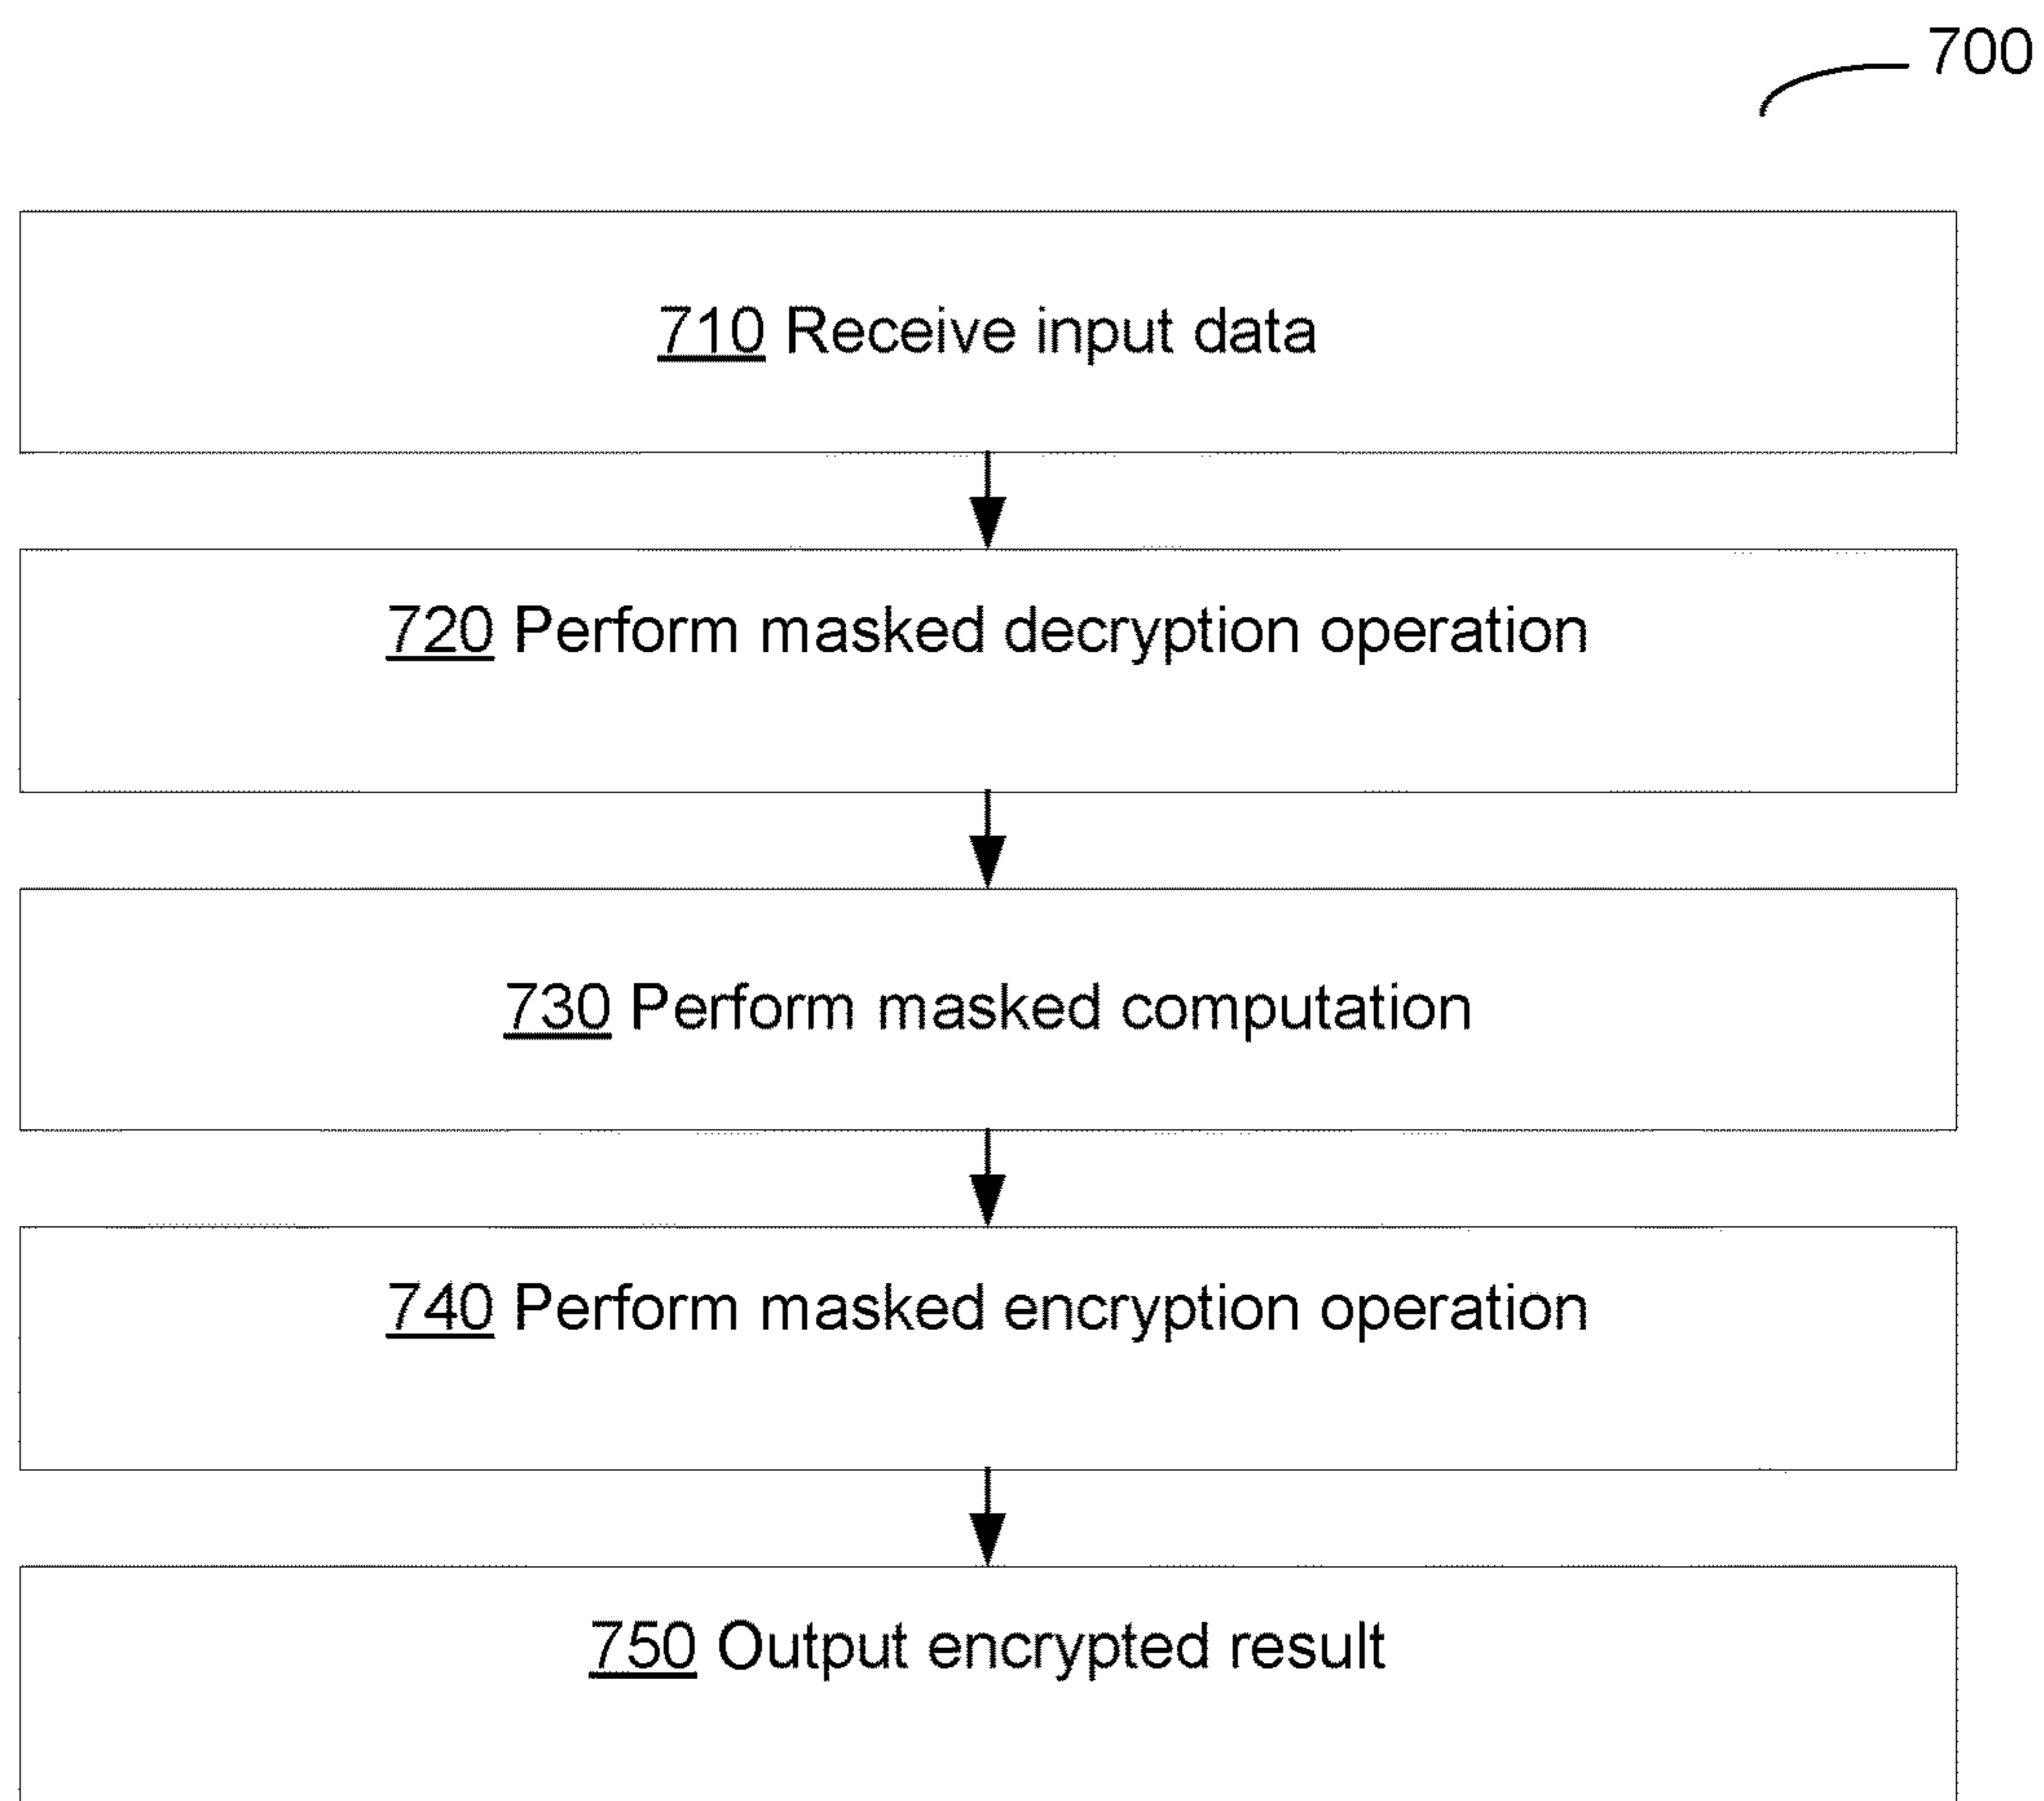 700
710 Receive input data
720 Perform masked decryption operation
730 Perform masked computation
740 Perform masked encryption operation
750 Output encrypted result